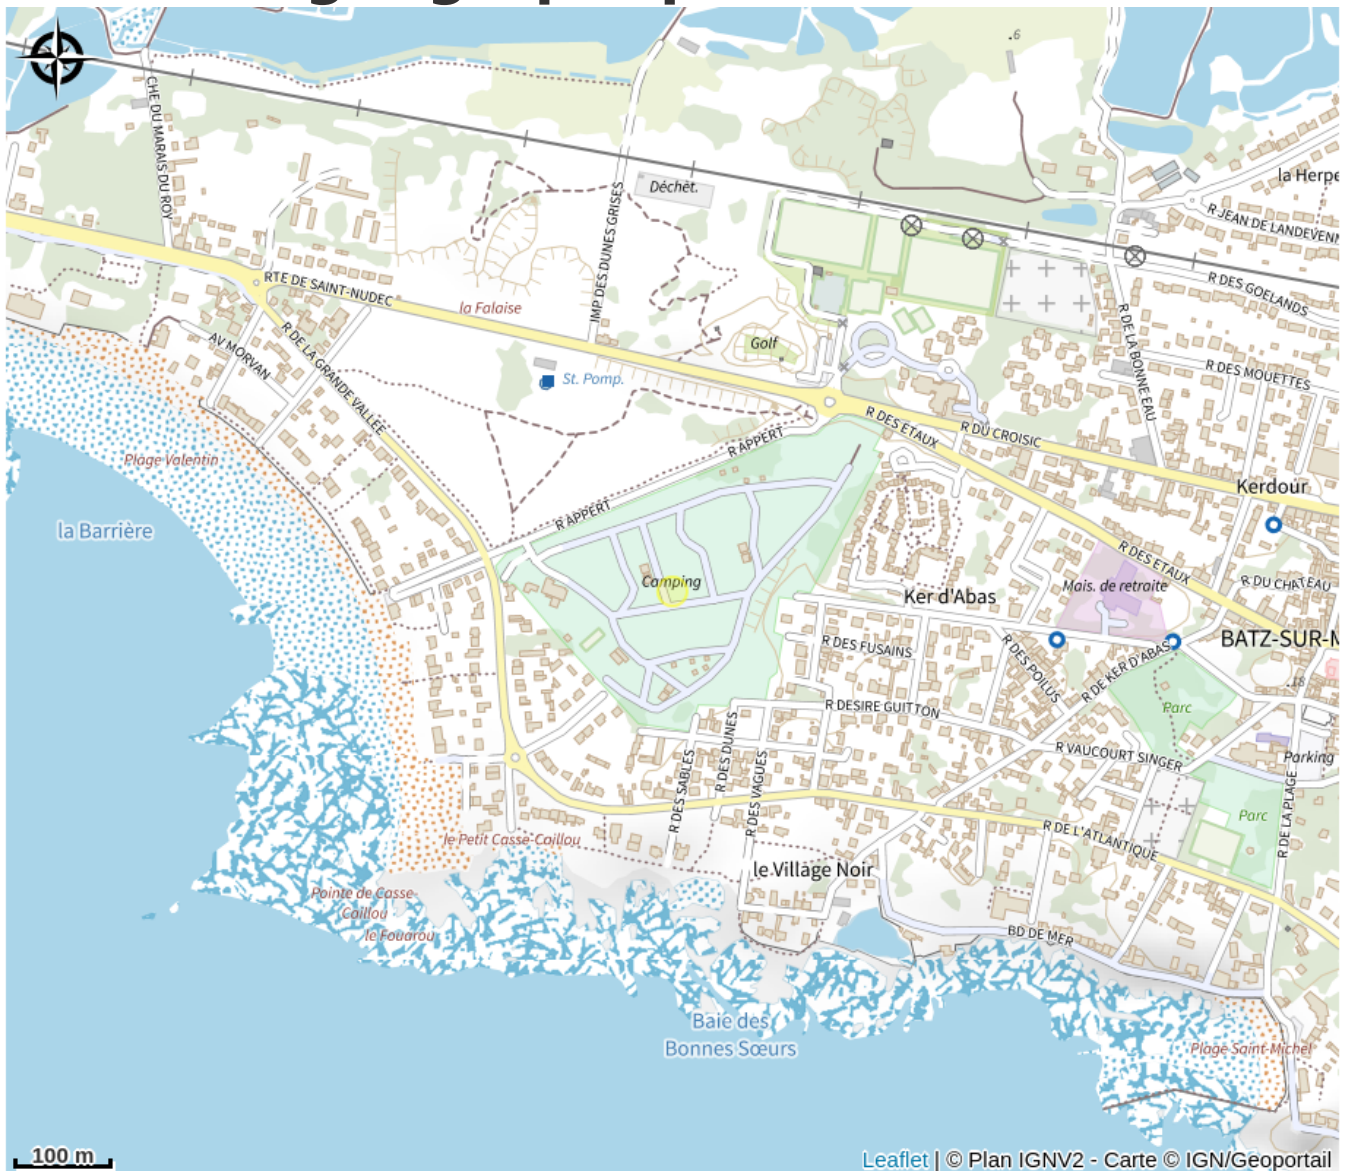 .6
CHE DU MARAIS DU ROY
Déchèt.
la Herpe
R JEAN DE LANDEVENN
IMP DES DUNES GRISES
RTE DE SAINT-NUDEC
la Falaise
R DES GOELANDS
R DE LA BONNE EAU
AV MORVAN
R DE LA GRANDE VALLÉE
Golf
St. Pomp.
R DES MOUETTES
R DES ETAUX
R DU CROISIC
R APPERT
Plage Valentin
Kerdour
R APPERT
la Barrière
R DES ETAUX
Camping
Mais. de retraite
R DU CHATEAU
Ker d'Abas
R DES FUSAINS
R DES POILUS
R DE KER D'ABAS
BATZ-SUR-M
.18
R DESIRE GUITTON
Parc
R DES DUNES
R DES SABLES
R DES VAGUES
R VAUCOURT SINGER
Parking
R DE LA PLAGE
Parc
le Petit Casse-Caillou
R DE L'ATLANTIQUE
le Village Noir
Pointe de Casse-
Caillou
le Fouarou
BD DE MER
Baie des
Bonnes Sœurs
Plage Saint-Michel
100 m
Leaflet | © Plan IGNV2 - Carte © IGN/Geoportail